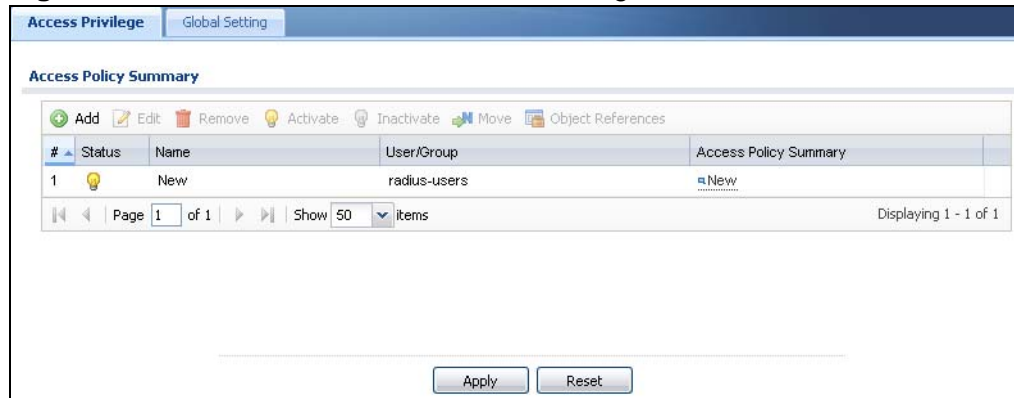 Access Privilege Global Setting
Access Policy Summary
Add Edit Remove Activate Inactivate Move Object References
# Status Name User/Group Access Policy Summary
1 New radius-users New
Page 1 of 1 Show 50 items Displaying 1 - 1 of 1
Apply Reset